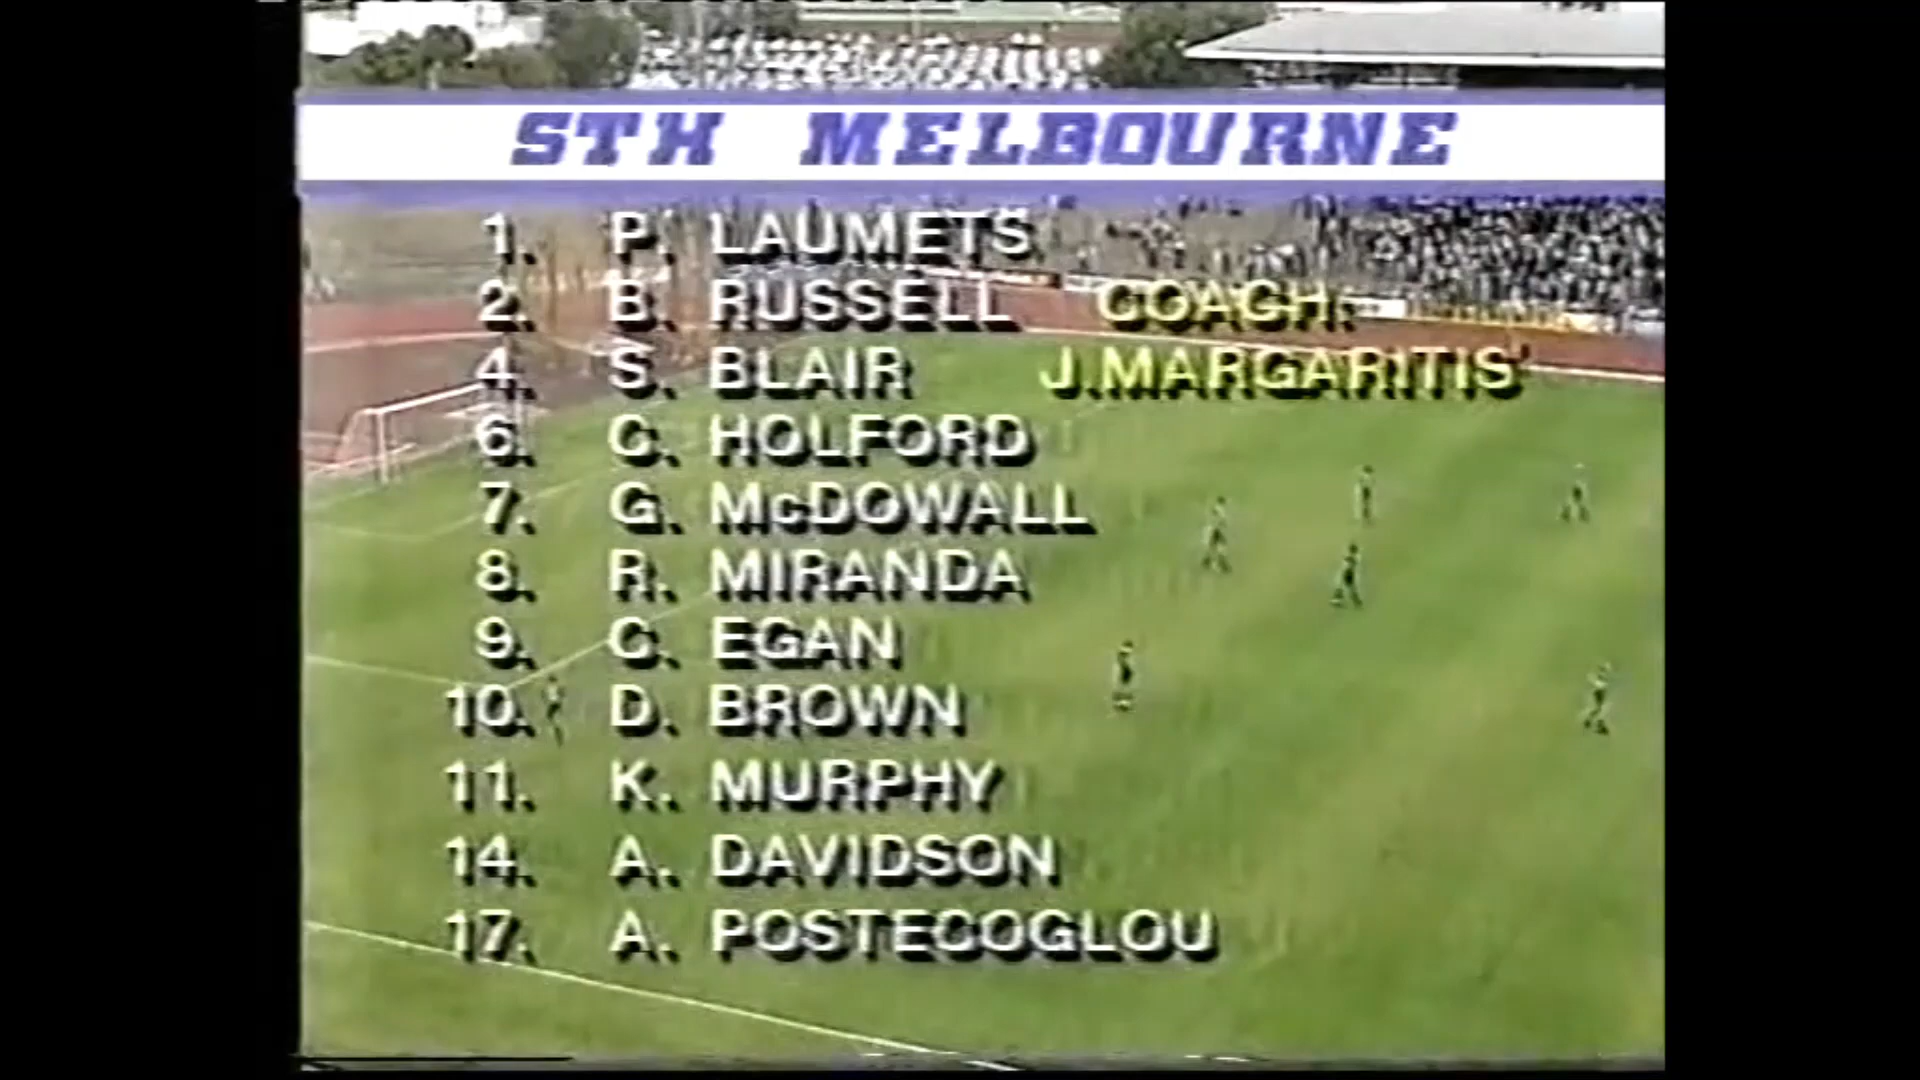 STH MELBOURNE
1. P. LAUMETS
2. B. RUSSELL
COACH:
4. S. BLAIR
J.MARGARITIS
6. C. HOLFORD
7. G. McDOWALL
8. R. MIRANDA
9. C. EGAN
10. D. BROWN
11. K. MURPHY
14. A. DAVIDSON
17. A. POSTECOGLOU